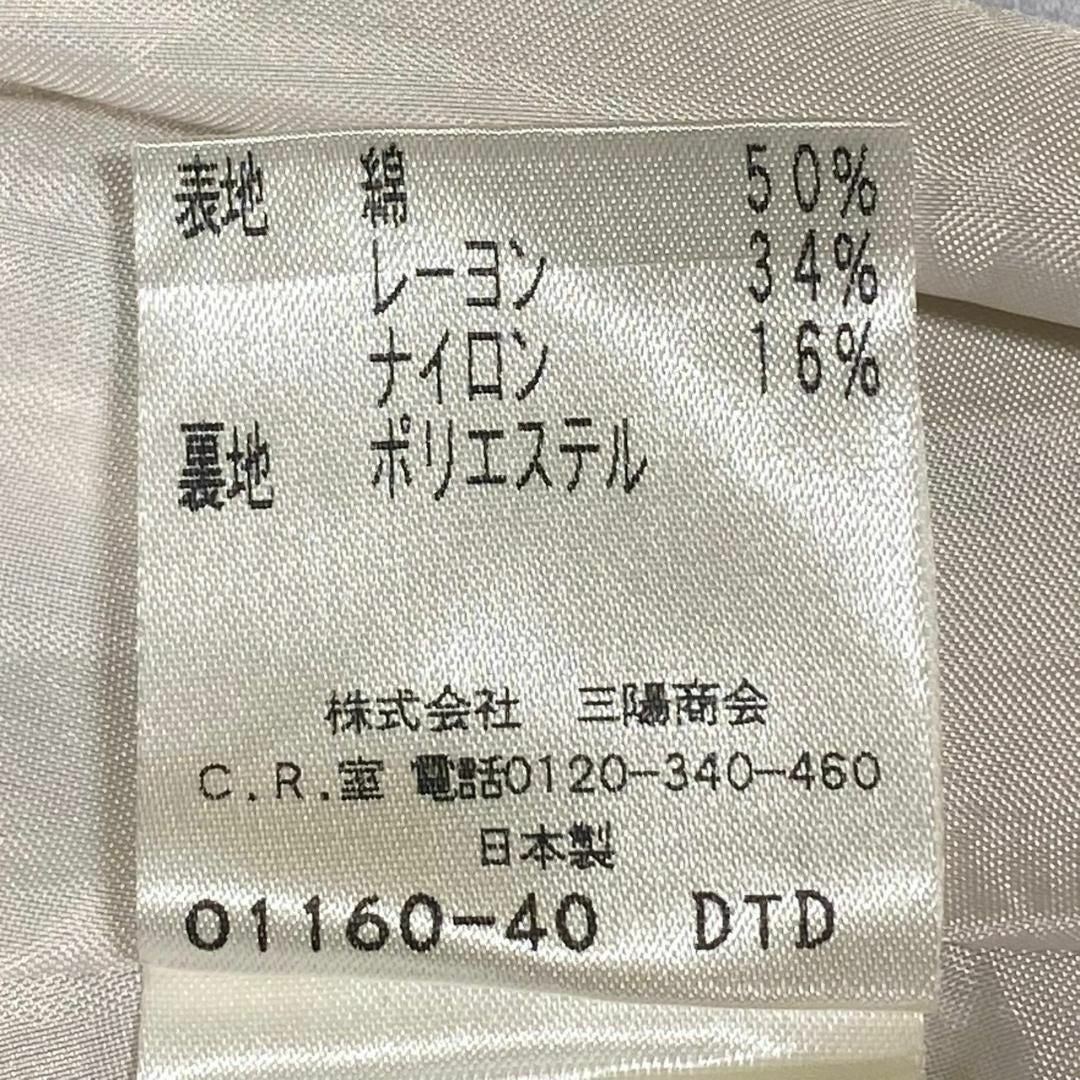 表地 綿 50%
レーヨン 34%
ナイロン 16%
裏地 ポリエステル
株式会社 三陽商会
C.R.室 電話0120-340-460
日本製
01160-40 DTD